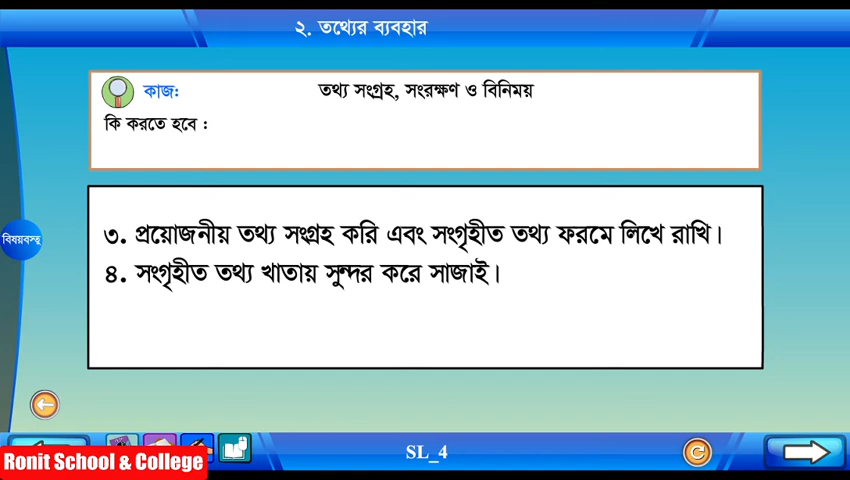 ২. তথ্যের ব্যবহার
কাজ:
তথ্য সংগ্রহ, সংরক্ষণ ও বিনিময়
কি করতে হবে :
৩. প্রয়োজনীয় তথ্য সংগ্রহ করি এবং সংগৃহীত তথ্য ফরমে লিখে রাখি।
৪. সংগৃহীত তথ্য খাতায় সুন্দর করে সাজাই।
বিষয়বস্তু
SL_4
Ronit School & College